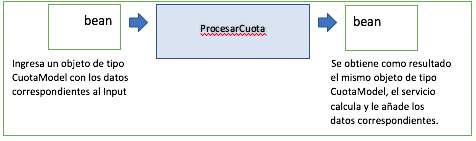 bean
ProcesarCuota
bean
Ingresa un objeto de tipo
CuotaModel con los datos
correspondientes al Input
Se obtiene como resultado
el mismo objeto de tipo
CuotaModel, el servicio
calcula y le añade los
datos correspondientes.